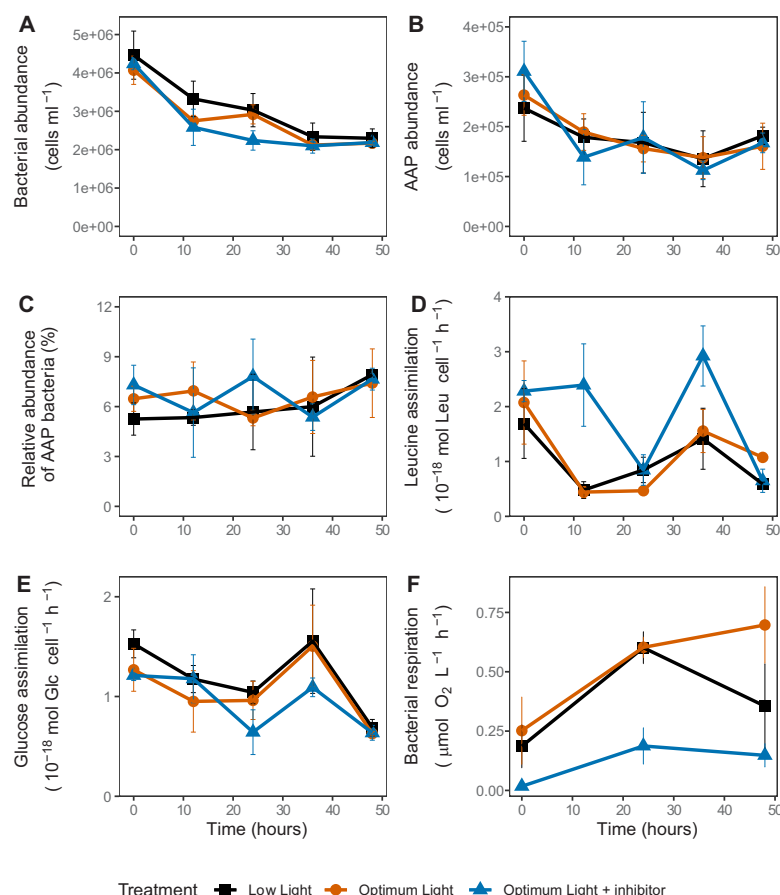 A
B
Bacterial abundance
(cells ml⁻¹)
5e+06
4e+06
3e+06
2e+06
1e+06
0e+00
0 10 20 30 40 50
AAP abundance
(cells ml⁻¹)
4e+05
3e+05
2e+05
1e+05
0e+00
0 10 20 30 40 50
C
D
Relative abundance
of AAP bacteria (%)
12
9
6
3
0
0 10 20 30 40 50
Leucine assimilation
( 10⁻¹⁸ mol Leu cell⁻¹ h⁻¹)
4
3
2
1
0
0 10 20 30 40 50
E
F
Glucose assimilation
( 10⁻¹⁸ mol Glc cell⁻¹ h⁻¹)
2
1
0
0 10 20 30 40 50
Time (hours)
Bacterial respiration
( μmol O₂ L⁻¹ h⁻¹)
0.75
0.50
0.25
0.00
0 10 20 30 40 50
Time (hours)
Treatment Low Light Optimum Light Optimum Light + inhibitor